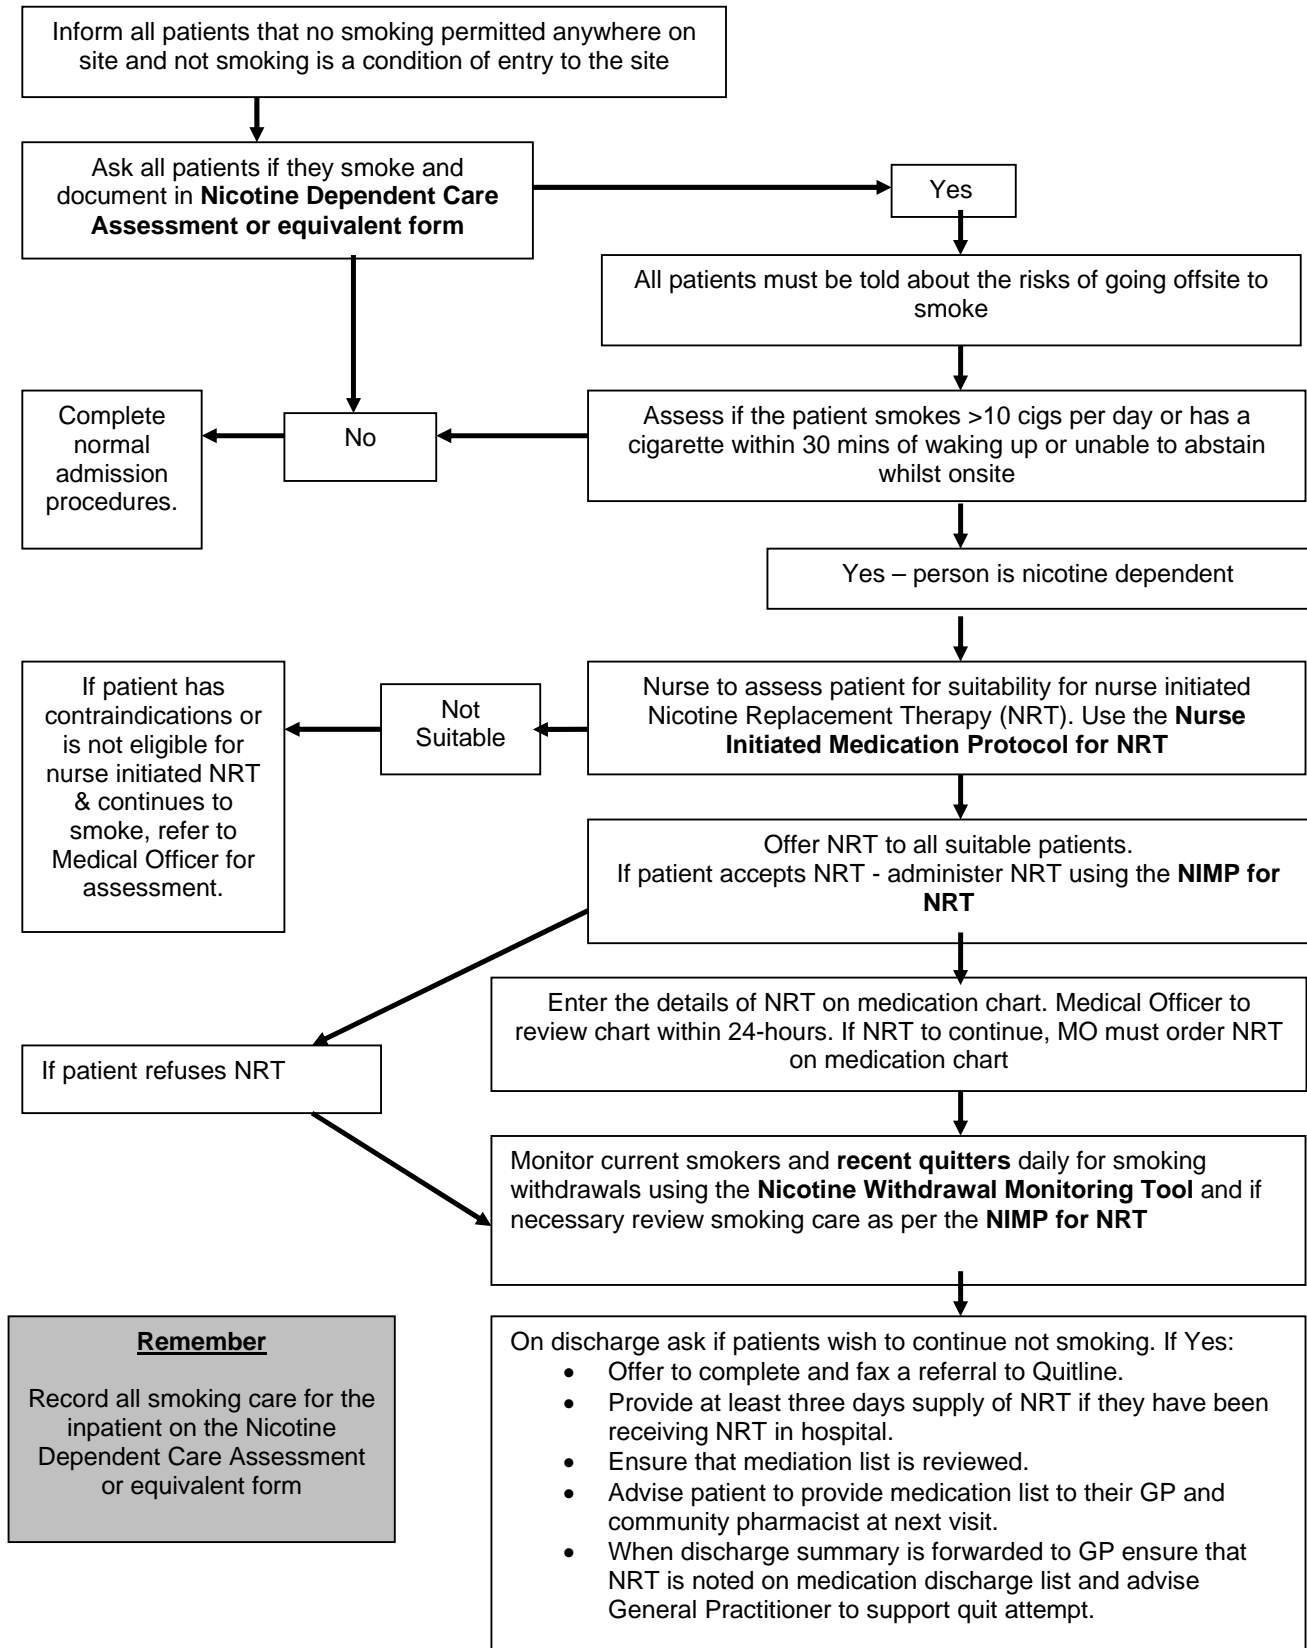 Inform all patients that no smoking permitted anywhere on
site and not smoking is a condition of entry to the site
Ask all patients if they smoke and
document in Nicotine Dependent Care
Assessment or equivalent form
Yes
All patients must be told about the risks of going offsite to
smoke
Assess if the patient smokes >10 cigs per day or has a
cigarette within 30 mins of waking up or unable to abstain
whilst onsite
No
Complete
normal
admission
procedures.
Yes – person is nicotine dependent
Nurse to assess patient for suitability for nurse initiated
Nicotine Replacement Therapy (NRT). Use the Nurse
Initiated Medication Protocol for NRT
Not
Suitable
If patient has
contraindications or
is not eligible for
nurse initiated NRT
& continues to
smoke, refer to
Medical Officer for
assessment.
Offer NRT to all suitable patients.
If patient accepts NRT - administer NRT using the NIMP for
NRT
Enter the details of NRT on medication chart. Medical Officer to
review chart within 24-hours. If NRT to continue, MO must order NRT
on medication chart
If patient refuses NRT
Monitor current smokers and recent quitters daily for smoking
withdrawals using the Nicotine Withdrawal Monitoring Tool and if
necessary review smoking care as per the NIMP for NRT
Remember
Record all smoking care for the
inpatient on the Nicotine
Dependent Care Assessment
or equivalent form
On discharge ask if patients wish to continue not smoking. If Yes:
• Offer to complete and fax a referral to Quitline.
• Provide at least three days supply of NRT if they have been
receiving NRT in hospital.
• Ensure that mediation list is reviewed.
• Advise patient to provide medication list to their GP and
community pharmacist at next visit.
• When discharge summary is forwarded to GP ensure that
NRT is noted on medication discharge list and advise
General Practitioner to support quit attempt.